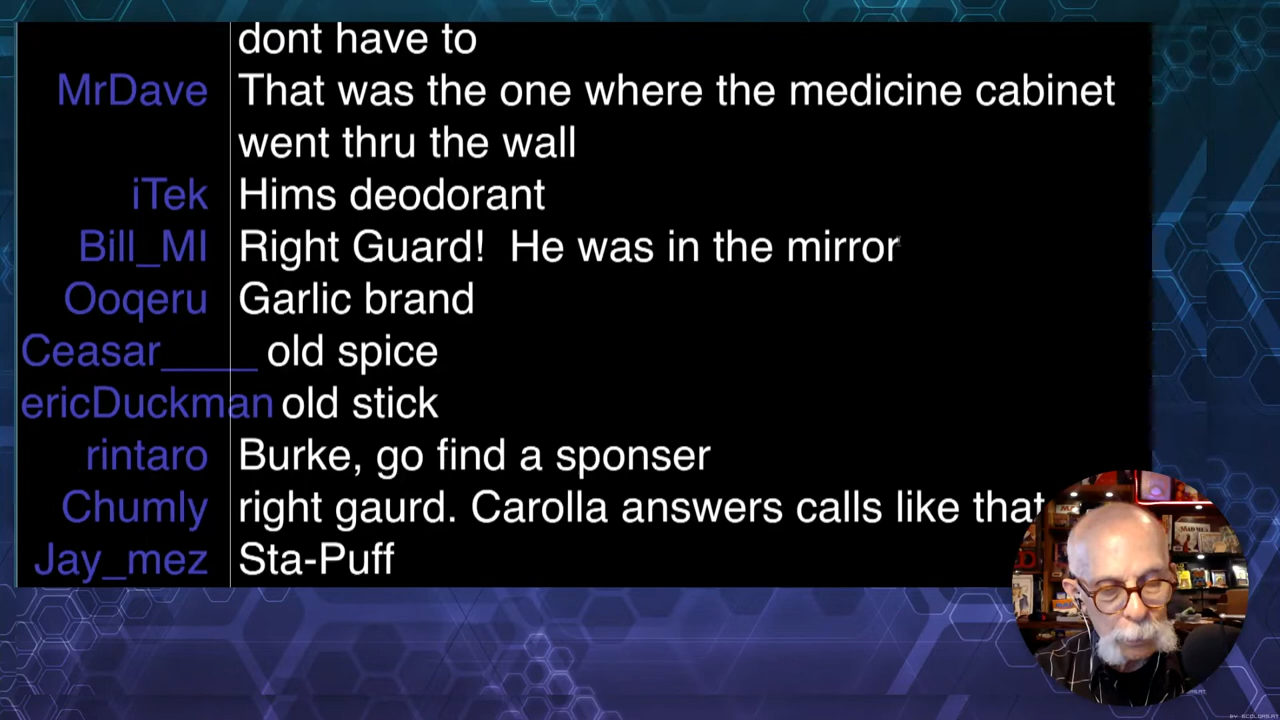 dont have to
MrDave That was the one where the medicine cabinet
went thru the wall
iTek Hims deodorant
Bill_MI Right Guard!  He was in the mirror
Ooqeru Garlic brand
Ceasar____ old spice
ericDuckman old stick
rintaro Burke, go find a sponser
Chumly right gaurd. Carolla answers calls like that
Jay_mez Sta-Puff